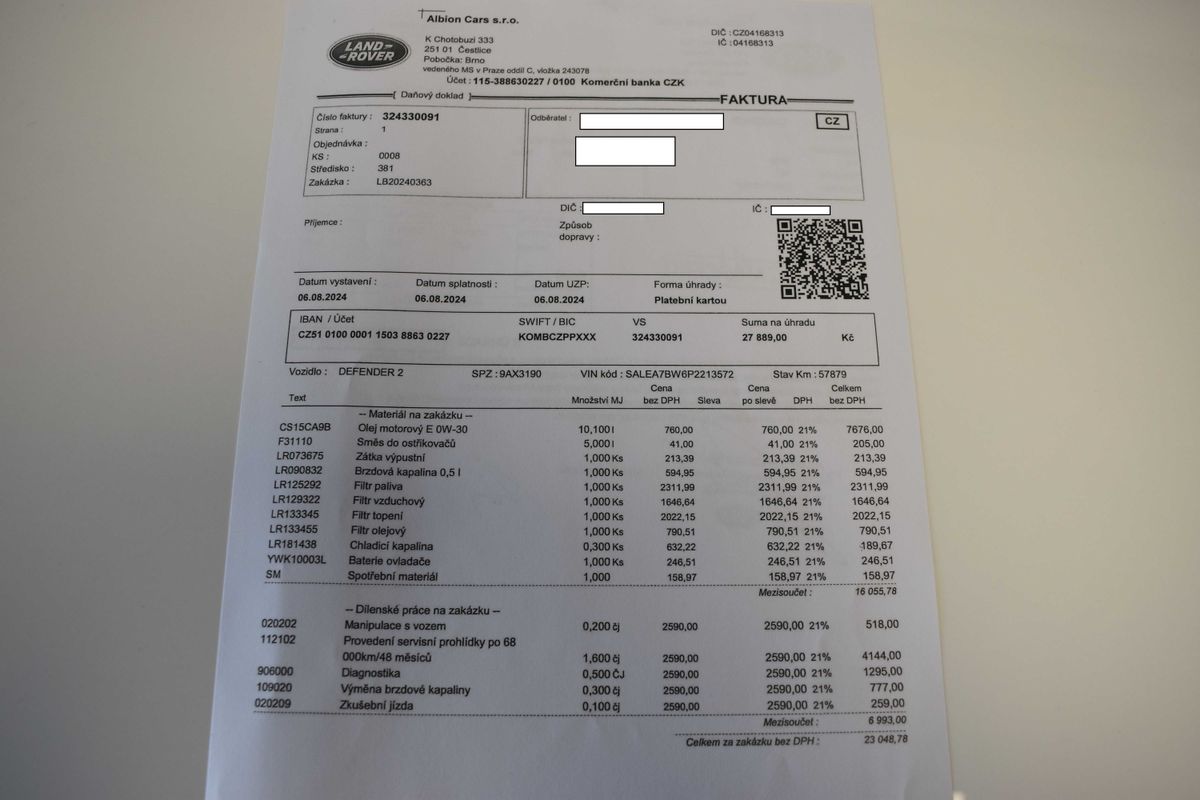 Albion Cars s.r.o.
LAND-
-ROVER
K Chotobuzi 333
251 01 Čestlice
Pobočka: Brno
vedeného MS v Praze oddíl C, vložka 243078
Účet : 115-388630227 / 0100 Komerční banka CZK
DIČ : CZ04168313
IČ : 04168313
[ Daňový doklad ] FAKTURA
Číslo faktury : 324330091
Strana : 1
Objednávka :
KS : 0008
Středisko : 381
Zakázka : LB20240363
Odběratel : CZ
DIČ : IČ :
Příjemce :
Způsob
dopravy :
Datum vystavení : Datum splatnosti : Datum UZP: Forma úhrady :
06.08.2024 06.08.2024 06.08.2024 Platební kartou
IBAN / Účet SWIFT / BIC VS Suma na úhradu
CZ51 0100 0001 1503 8863 0227 KOMBCZPPXXX 324330091 27 889,00 Kč
Vozidlo : DEFENDER 2 SPZ : 9AX3190 VIN kód : SALEA7BW6P2213572 Stav Km : 57879
Text Množství MJ Cena bez DPH Sleva Cena po slevě DPH Celkem bez DPH
-- Materiál na zakázku --
CS15CA9B Olej motorový E 0W-30 10,100 l 760,00 760,00 21% 7676,00
F31110 Směs do ostřikovačů 5,000 l 41,00 41,00 21% 205,00
LR073675 Zátka výpustní 1,000 Ks 213,39 213,39 21% 213,39
LR090832 Brzdová kapalina 0,5 l 1,000 Ks 594,95 594,95 21% 594,95
LR125292 Filtr paliva 1,000 Ks 2311,99 2311,99 21% 2311,99
LR129322 Filtr vzduchový 1,000 Ks 1646,64 1646,64 21% 1646,64
LR133345 Filtr topení 1,000 Ks 2022,15 2022,15 21% 2022,15
LR133455 Filtr olejový 1,000 Ks 790,51 790,51 21% 790,51
LR181438 Chladicí kapalina 0,300 Ks 632,22 632,22 21% 189,67
YWK10003L Baterie ovladače 1,000 Ks 246,51 246,51 21% 246,51
SM Spotřební materiál 1,000 158,97 158,97 21% 158,97
Mezisoučet : 16 055,78
-- Dílenské práce na zakázku --
020202 Manipulace s vozem 0,200 čj 2590,00 2590,00 21% 518,00
112102 Provedení servisní prohlídky po 68
000km/48 měsíců 1,600 čj 2590,00 2590,00 21% 4144,00
906000 Diagnostika 0,500 ČJ 2590,00 2590,00 21% 1295,00
109020 Výměna brzdové kapaliny 0,300 čj 2590,00 2590,00 21% 777,00
020209 Zkušební jízda 0,100 čj 2590,00 2590,00 21% 259,00
Mezisoučet : 6 993,00
Celkem za zakázku bez DPH : 23 048,78